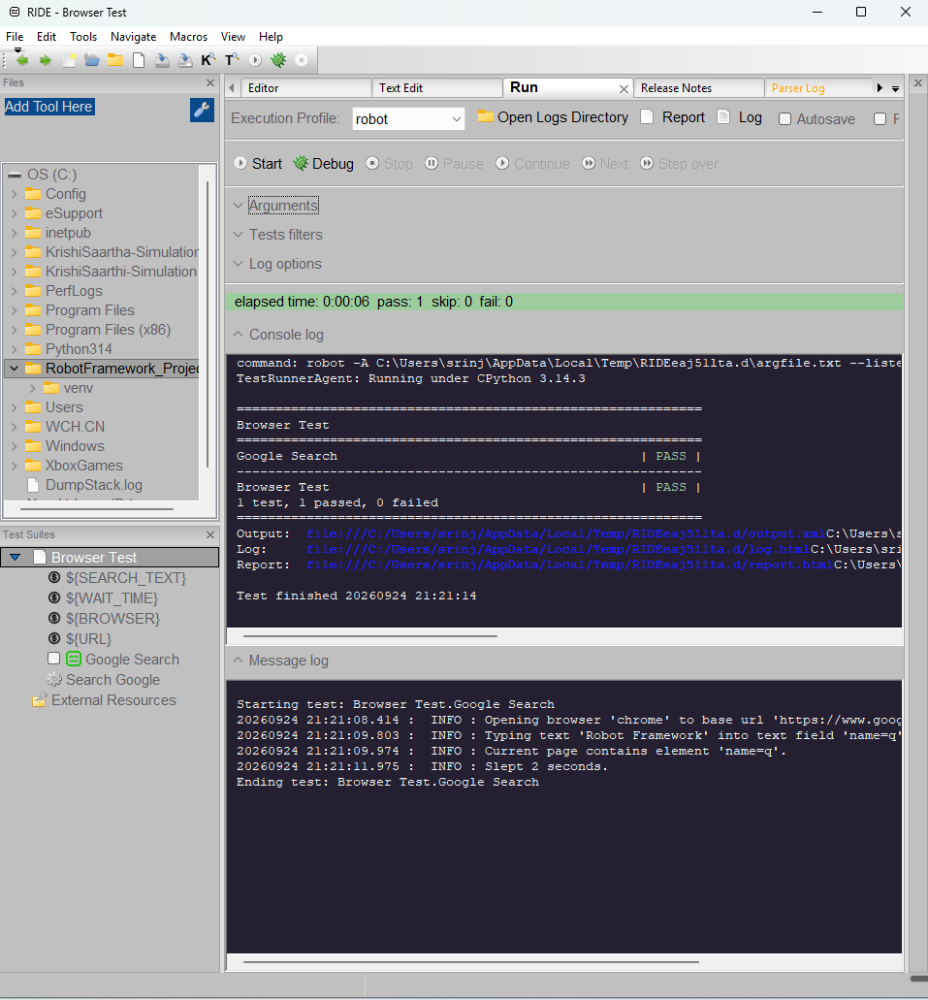 RIDE - Browser Test
File Edit Tools Navigate Macros View Help
Files
Add Tool Here
OS (C:)
Config
eSupport
inetpub
KrishiSaartha-Simulation
KrishiSaarthi-Simulation
PerfLogs
Program Files
Program Files (x86)
Python314
RobotFramework_Projec
venv
Users
WCH.CN
Windows
XboxGames
DumpStack.log
Test Suites
Browser Test
${SEARCH_TEXT}
${WAIT_TIME}
${BROWSER}
${URL}
Google Search
Search Google
External Resources
Editor Text Edit Run Release Notes Parser Log
Execution Profile: robot Open Logs Directory Report Log Autosave
Start Debug Stop Pause Continue Next Step over
Arguments
Tests filters
Log options
elapsed time: 0:00:06 pass: 1 skip: 0 fail: 0
Console log
command: robot -A C:\Users\srinj\AppData\Local\Temp\RIDEeaj5llta.d\argfile.txt --liste
TestRunnerAgent: Running under CPython 3.14.3
============================================================
Browser Test
============================================================
Google Search | PASS |
------------------------------------------------------------
Browser Test | PASS |
1 test, 1 passed, 0 failed
============================================================
Output: file:///C:/Users/srinj/AppData/Local/Temp/RIDEeaj5llta.d/output.xmlC:\Users\s
Log: file:///C:/Users/srinj/AppData/Local/Temp/RIDEeaj5llta.d/log.htmlC:\Users\sri
Report: file:///C:/Users/srinj/AppData/Local/Temp/RIDEeaj5llta.d/report.htmlC:\Users\
Test finished 20260924 21:21:14
Message log
Starting test: Browser Test.Google Search
20260924 21:21:08.414 : INFO : Opening browser 'chrome' to base url 'https://www.goog
20260924 21:21:09.803 : INFO : Typing text 'Robot Framework' into text field 'name=q'
20260924 21:21:09.974 : INFO : Current page contains element 'name=q'.
20260924 21:21:11.975 : INFO : Slept 2 seconds.
Ending test: Browser Test.Google Search